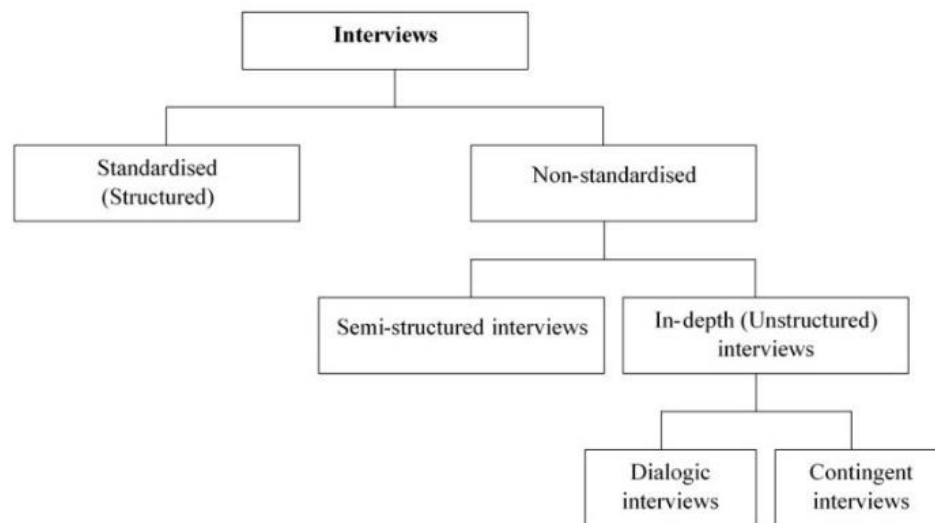 Interviews
Standardised
(Structured)
Non-standardised
Semi-structured interviews
In-depth (Unstructured)
interviews
Dialogic
interviews
Contingent
interviews